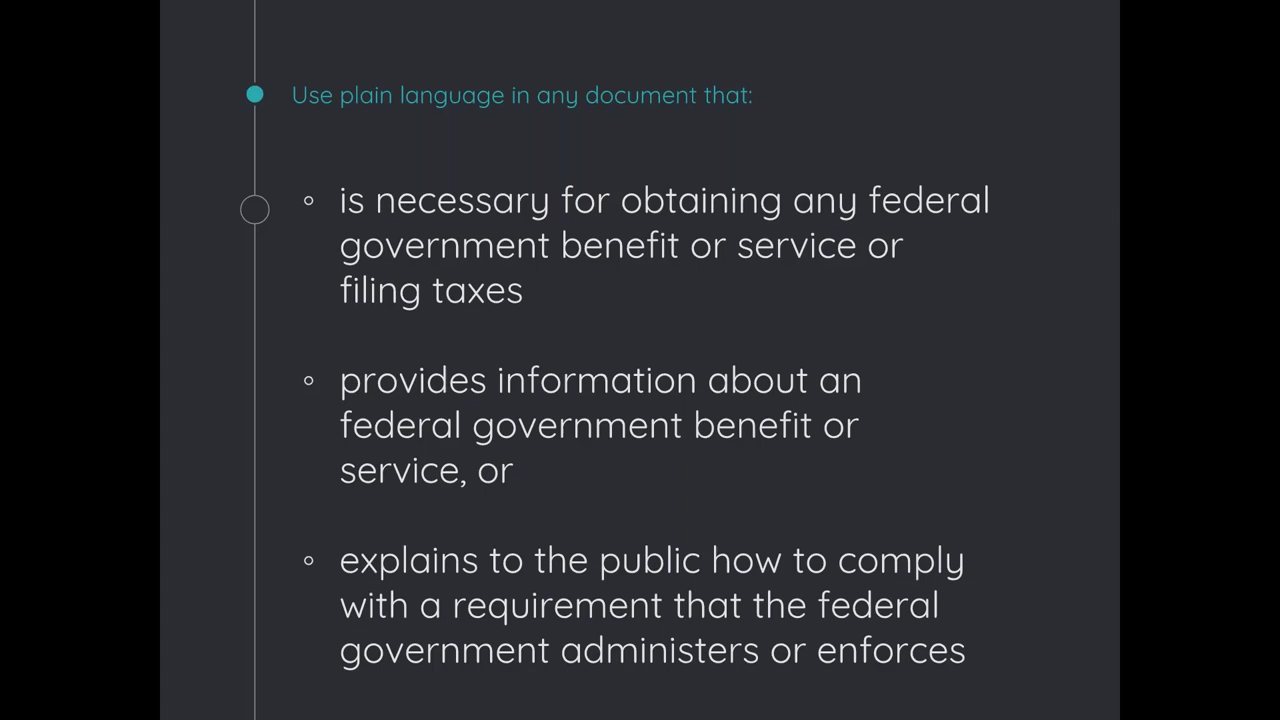 Use plain language in any document that:
is necessary for obtaining any federal
government benefit or service or
filing taxes
provides information about an
federal government benefit or
service, or
explains to the public how to comply
with a requirement that the federal
government administers or enforces